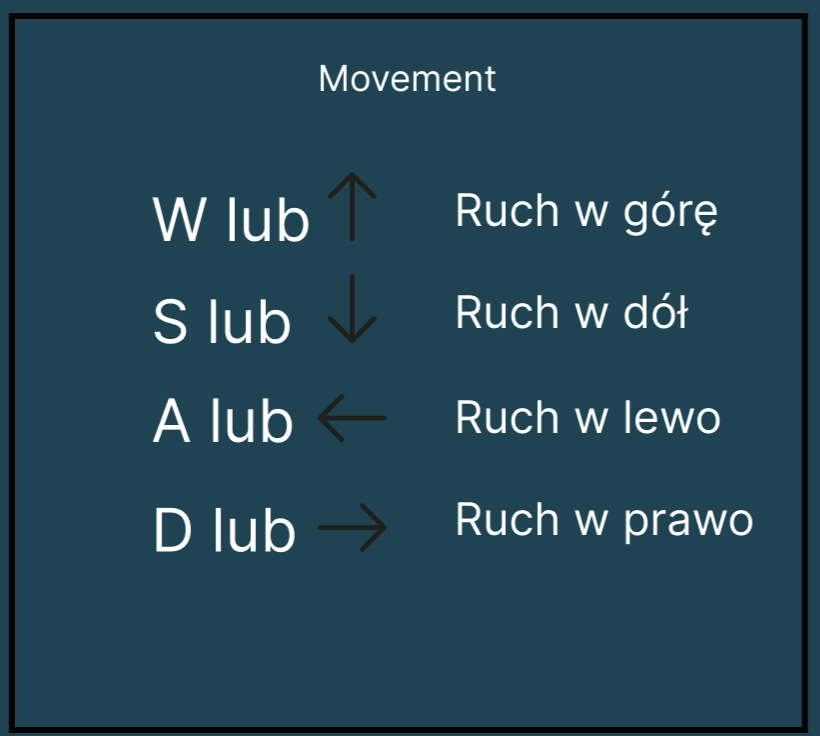 Movement
W lub ↑ Ruch w górę
S lub ↓ Ruch w dół
A lub ← Ruch w lewo
D lub → Ruch w prawo